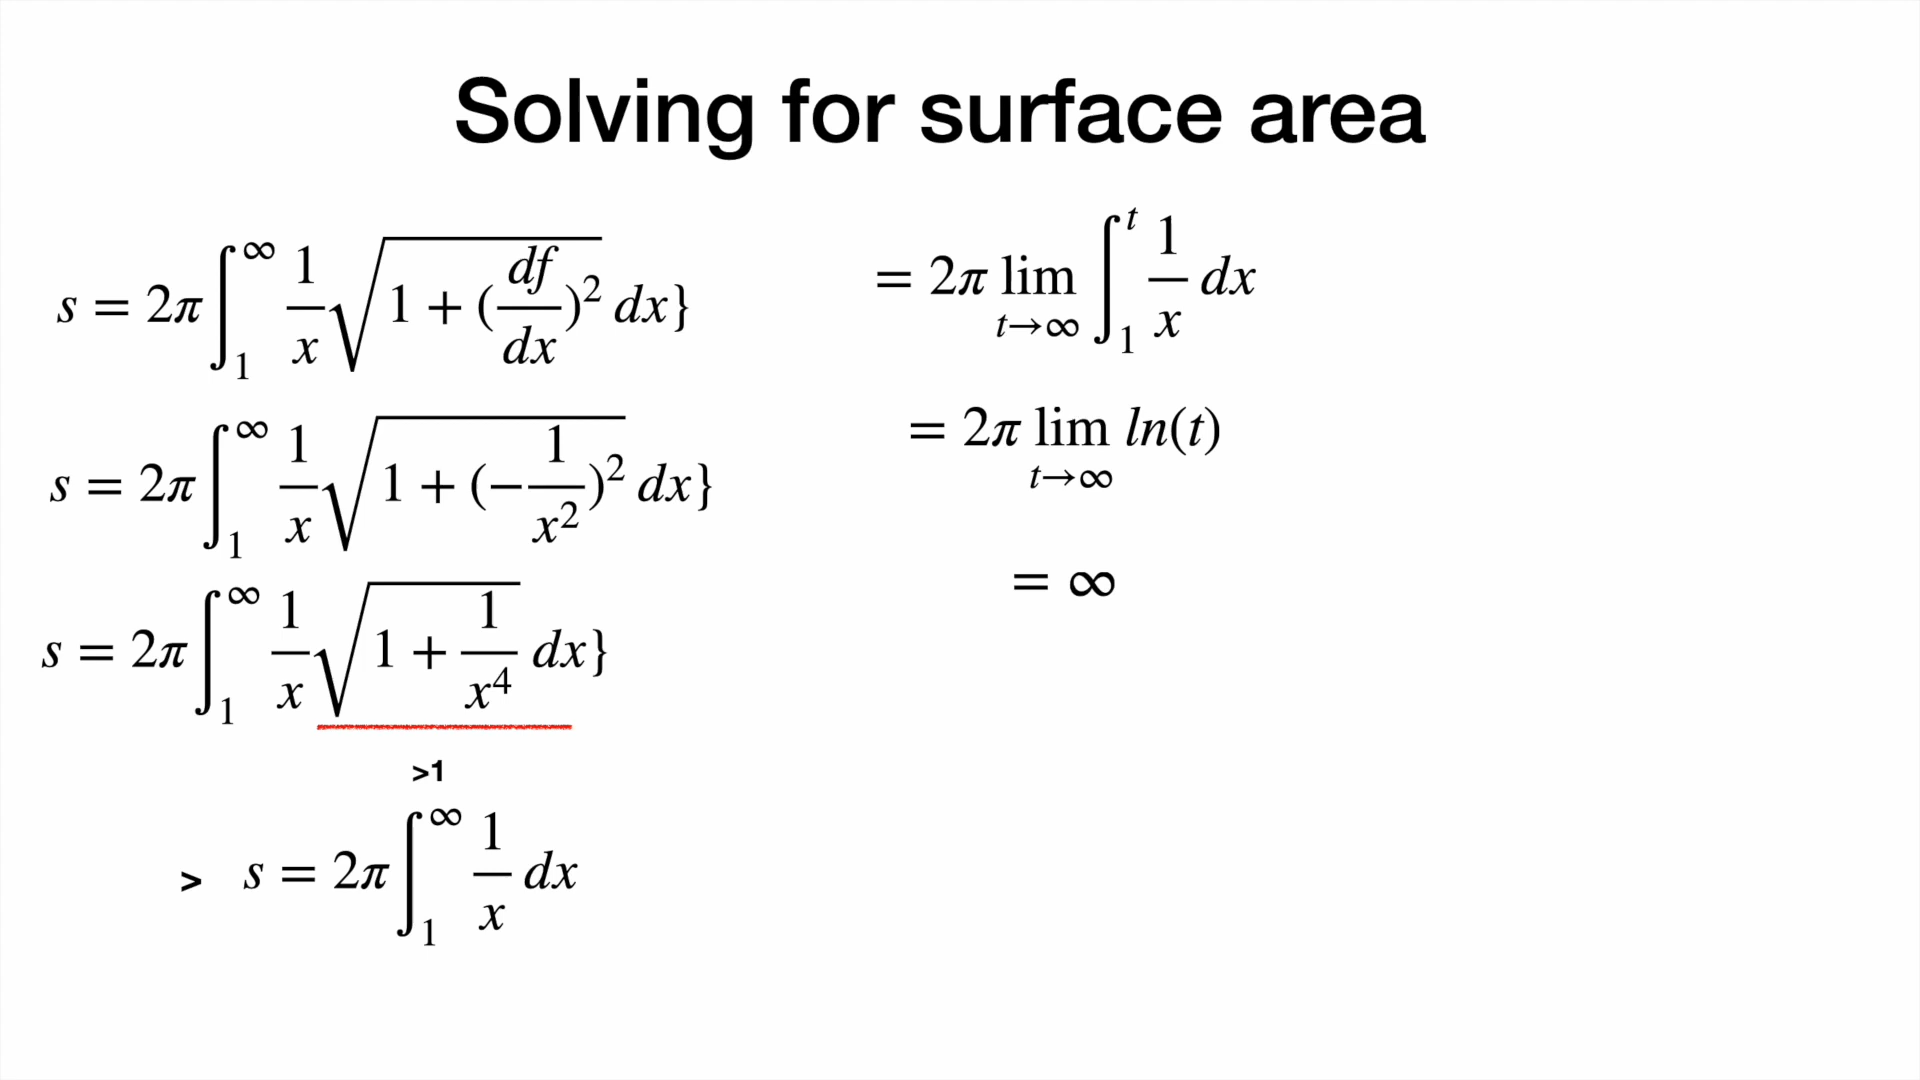 Solving for surface area
s = 2π ∫₁^∞ 1/x √(1 + (df/dx)²) dx}
s = 2π ∫₁^∞ 1/x √(1 + (−1/x²)²) dx}
s = 2π ∫₁^∞ 1/x √(1 + 1/x⁴) dx}
>1
> s = 2π ∫₁^∞ 1/x dx
= 2π lim t→∞ ∫₁^t 1/x dx
= 2π lim t→∞ ln(t)
= ∞